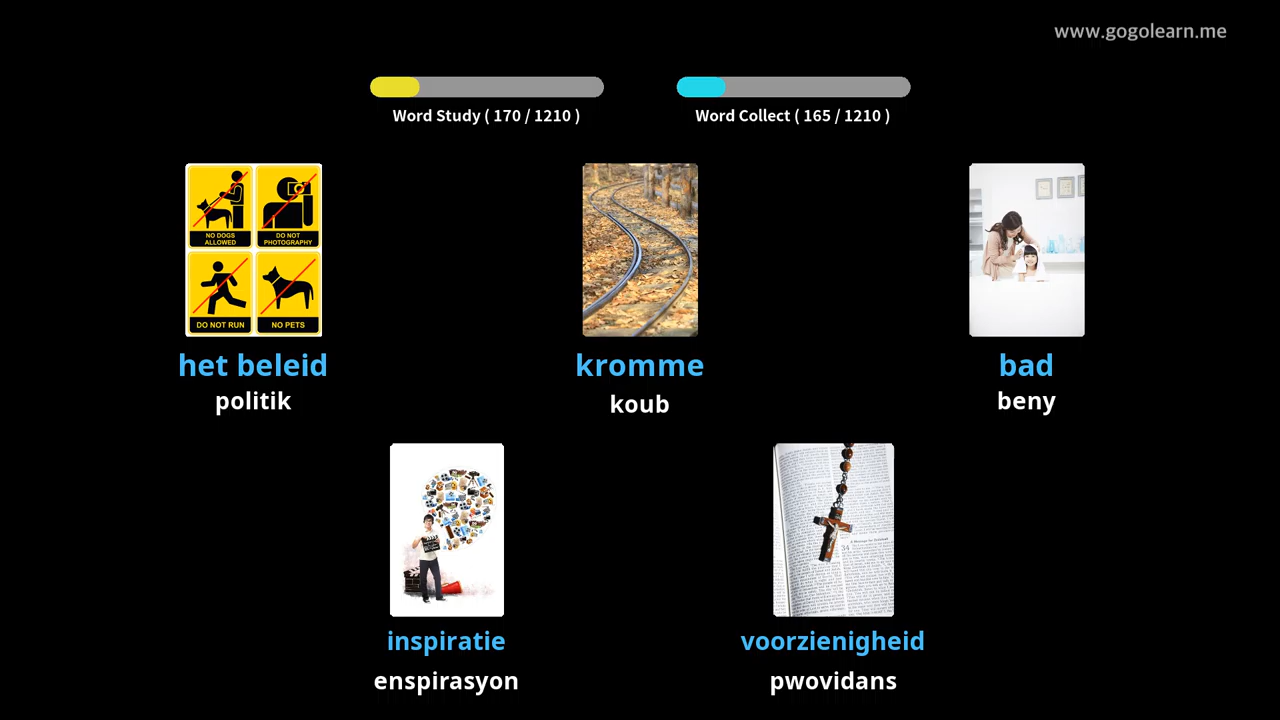 www.gogolearn.me
Word Study ( 170 / 1210 )
Word Collect ( 165 / 1210 )
NO DOGS
ALLOWED
DO NOT
PHOTOGRAPHY
DO NOT RUN
NO PETS
het beleid
politik
kromme
koub
bad
beny
34
inspiratie
enspirasyon
voorzienigheid
pwovidans